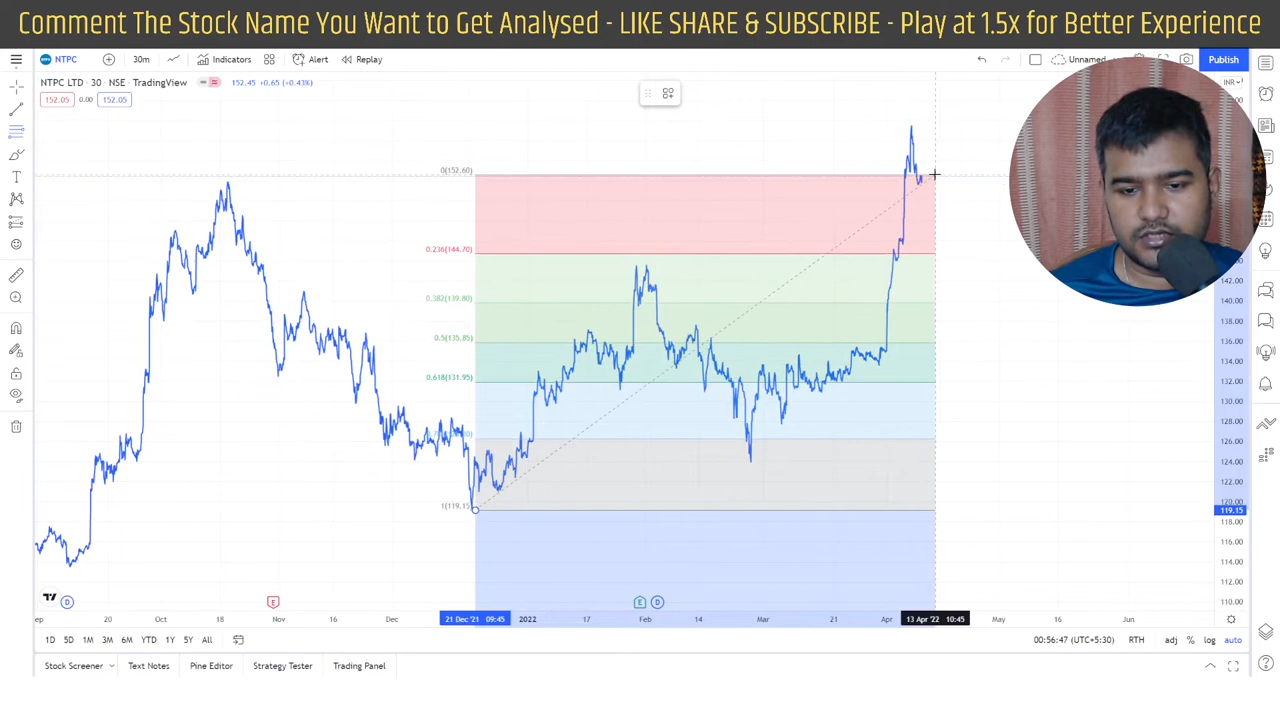 Comment The Stock Name You Want to Get Analysed - LIKE SHARE & SUBSCRIBE - Play at 1.5x for Better Experience
NTPC 30m Indicators Alert Replay Unnamed Publish
NTPC LTD · 30 · NSE · TradingView 152.45 +0.65 (+0.43%)
INR
152.05 0.00 152.05
0(152.60)
0.236(144.70)
0.382(139.80)
0.5(135.85)
0.618(131.95)
1(119.15)
142.00
140.00
138.00
136.00
134.00
132.00
130.00
128.00
126.00
124.00
122.00
120.00
119.15
118.00
116.00
114.00
112.00
110.00
D E E D
ep 20 Oct 18 Nov Dec 21 Dec '21 09:45 2022 17 Feb 14 Mar 21 Apr 13 Apr '22 10:45 May Jun
1D 5D 1M 3M 6M YTD 1Y 5Y All 00:56:47 (UTC+5:30) RTH adj % log auto
Stock Screener Text Notes Pine Editor Strategy Tester Trading Panel